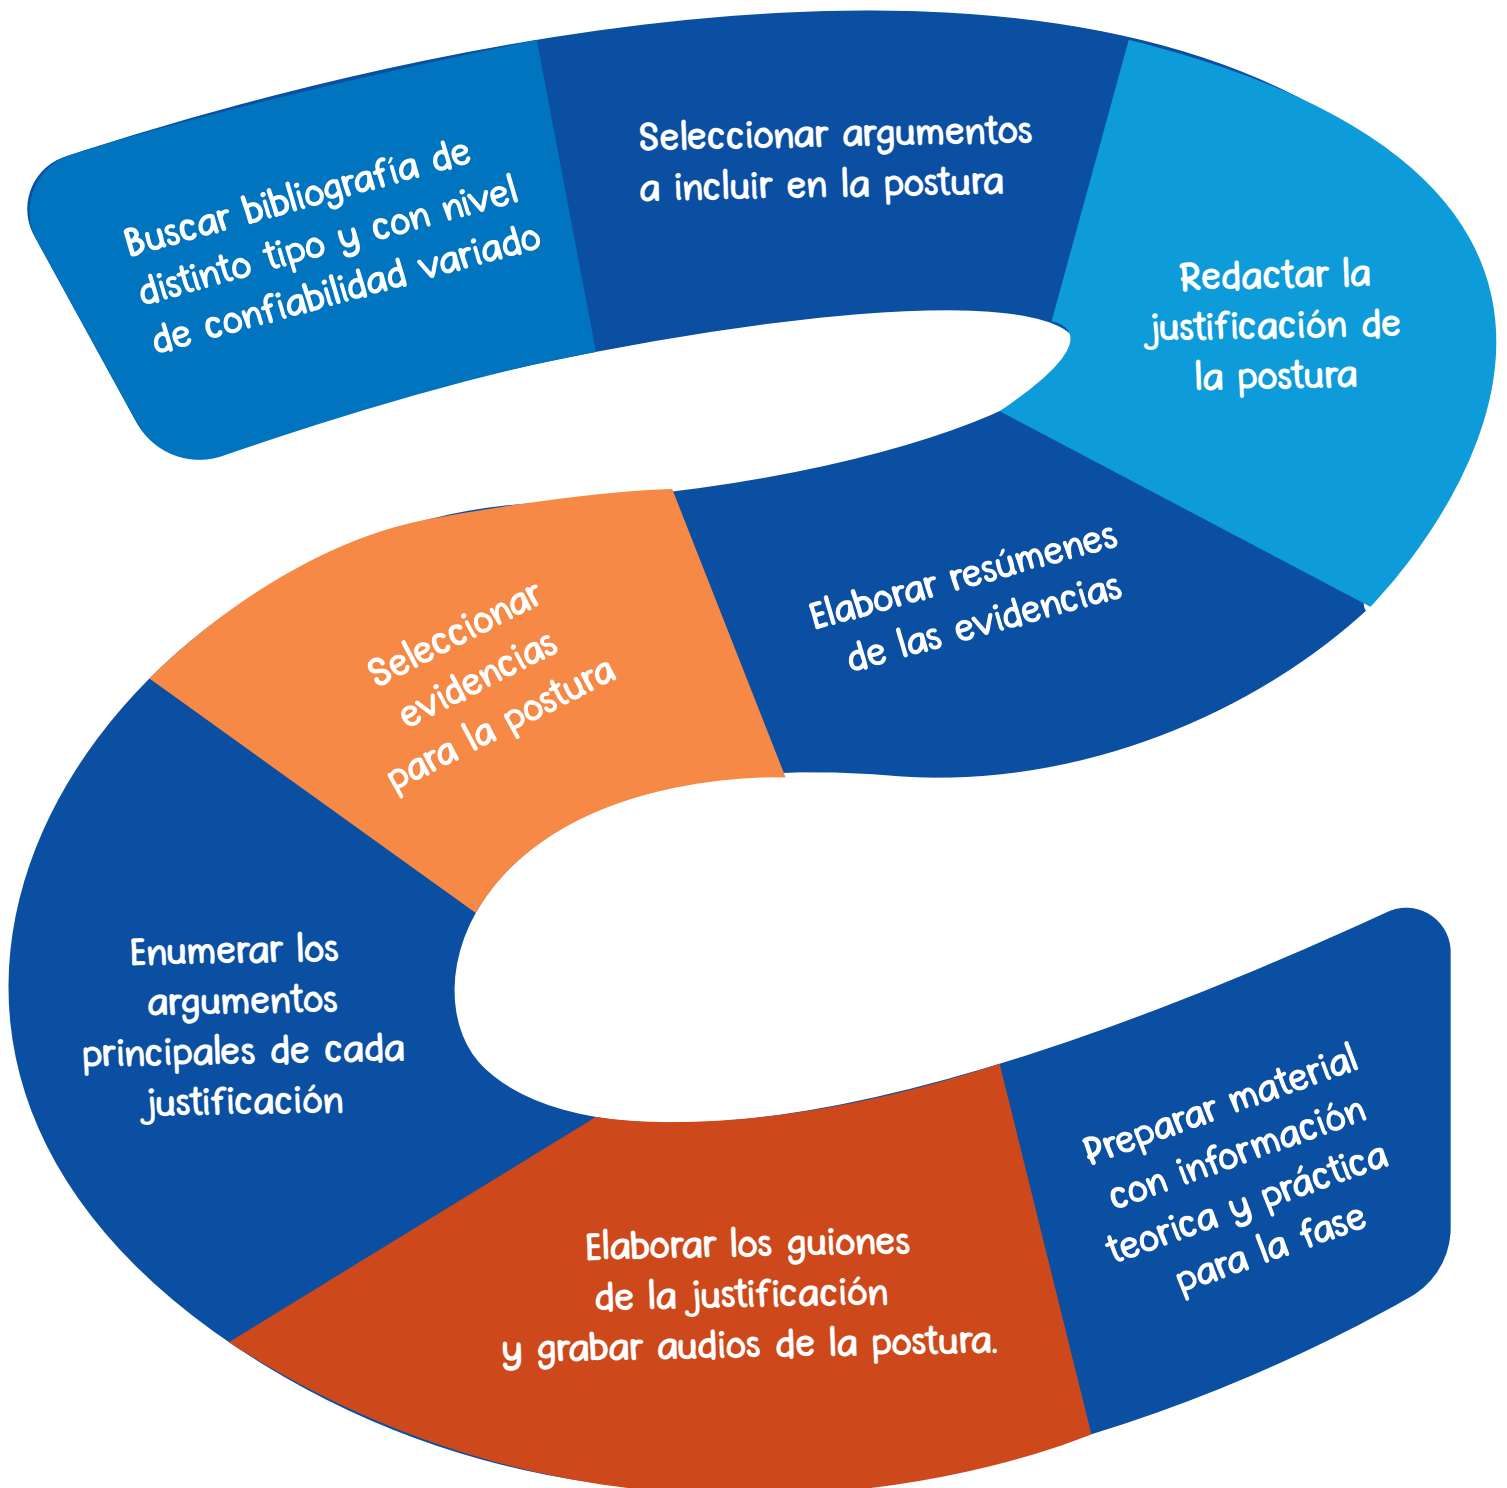 Buscar bibliografía de
distinto tipo y con nivel
de confiabilidad variado
Seleccionar argumentos
a incluir en la postura
Redactar la
justificación de
la postura
Elaborar resúmenes
de las evidencias
Seleccionar
evidencias
para la postura
Enumerar los
argumentos
principales de cada
justificación
Elaborar los guiones
de la justificación
y grabar audios de la postura.
Preparar material
con información
teorica y práctica
para la fase